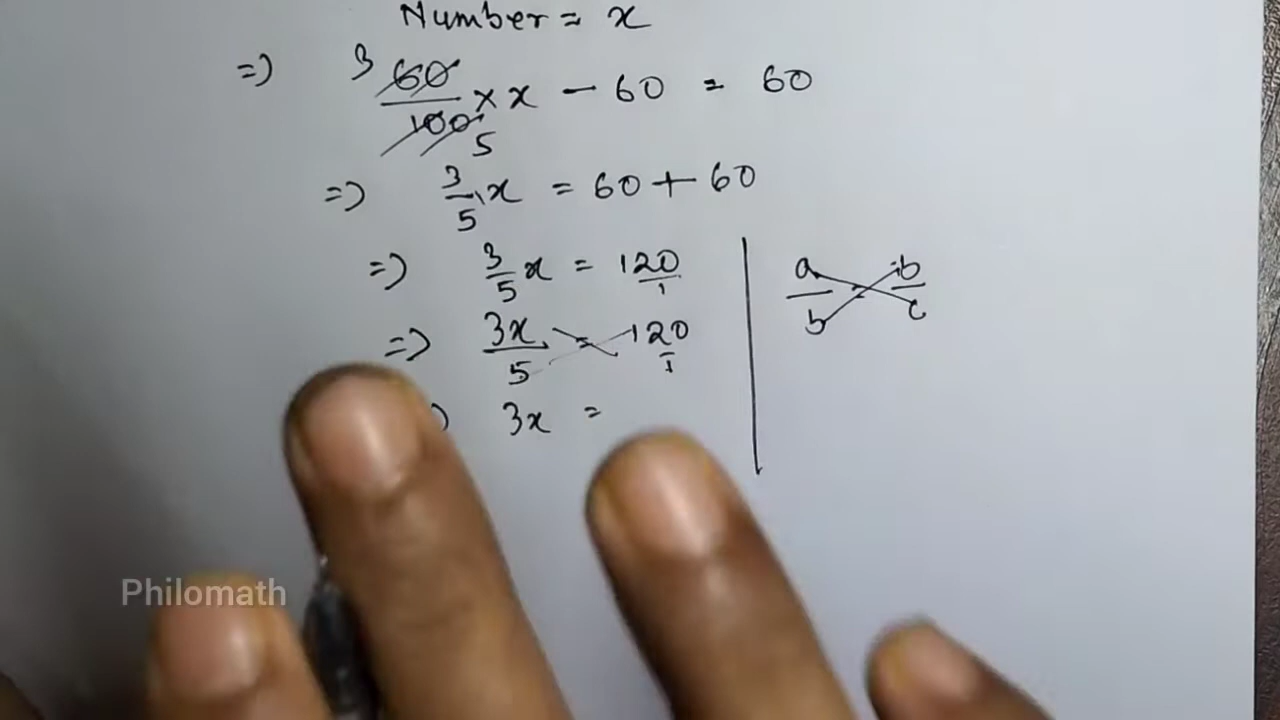 Number = x
=> 3 60/100 5 × x − 60 = 60
=> 3/5 x = 60 + 60
=> 3/5 x = 120/1
=> 3x/5 = 120/1
) 3x =
a/b = b/c
Philomath